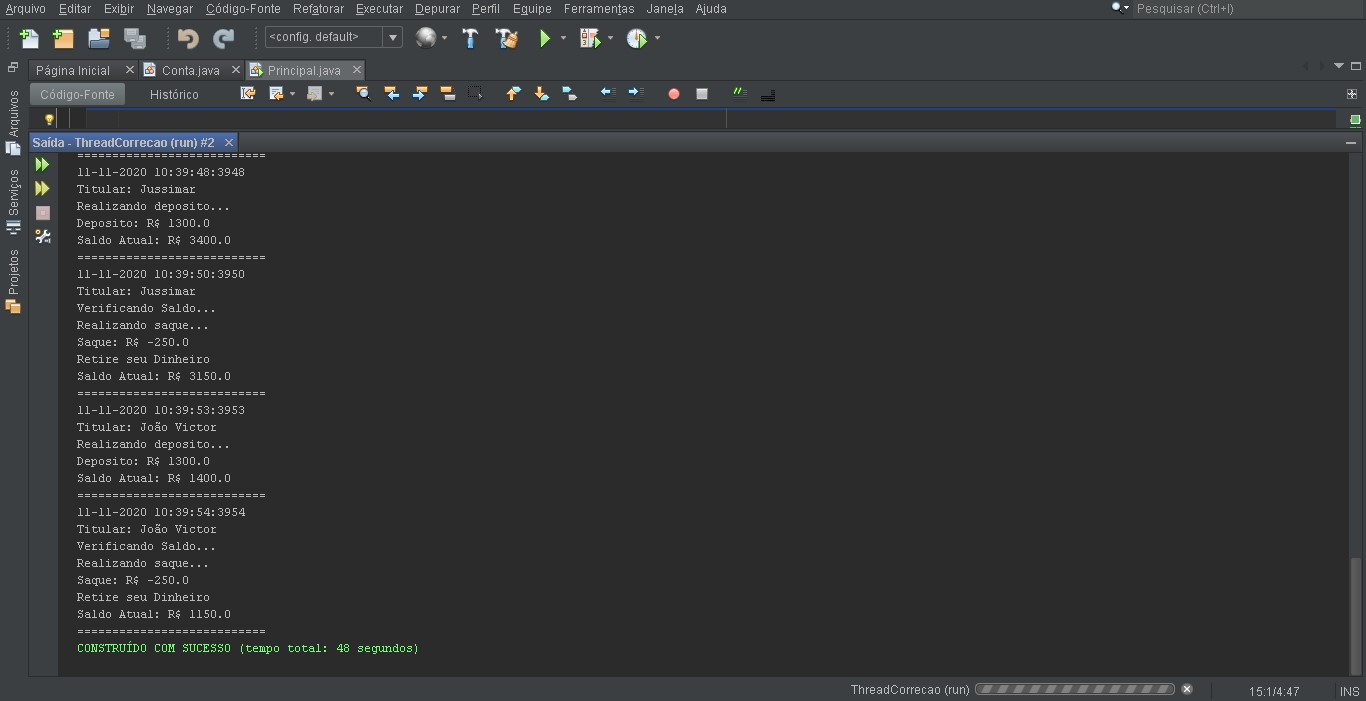 Arquivo Editar Exibir Navegar Código-Fonte Refatorar Executar Depurar Perfil Equipe Ferramentas Janela Ajuda Pesquisar (Ctrl+I)
<config. default>
Página Inicial Conta.java Principal.java
Código-Fonte Histórico
Arquivos
Serviços
Projetos
Saída - ThreadCorrecao (run) #2
===========================
11-11-2020 10:39:48:3948
Titular: Jussimar
Realizando deposito...
Deposito: R$ 1300.0
Saldo Atual: R$ 3400.0
===========================
11-11-2020 10:39:50:3950
Titular: Jussimar
Verificando Saldo...
Realizando saque...
Saque: R$ -250.0
Retire seu Dinheiro
Saldo Atual: R$ 3150.0
===========================
11-11-2020 10:39:53:3953
Titular: João Victor
Realizando deposito...
Deposito: R$ 1300.0
Saldo Atual: R$ 1400.0
===========================
11-11-2020 10:39:54:3954
Titular: João Victor
Verificando Saldo...
Realizando saque...
Saque: R$ -250.0
Retire seu Dinheiro
Saldo Atual: R$ 1150.0
===========================
CONSTRUÍDO COM SUCESSO (tempo total: 48 segundos)
ThreadCorrecao (run) 15:1/4:47 INS